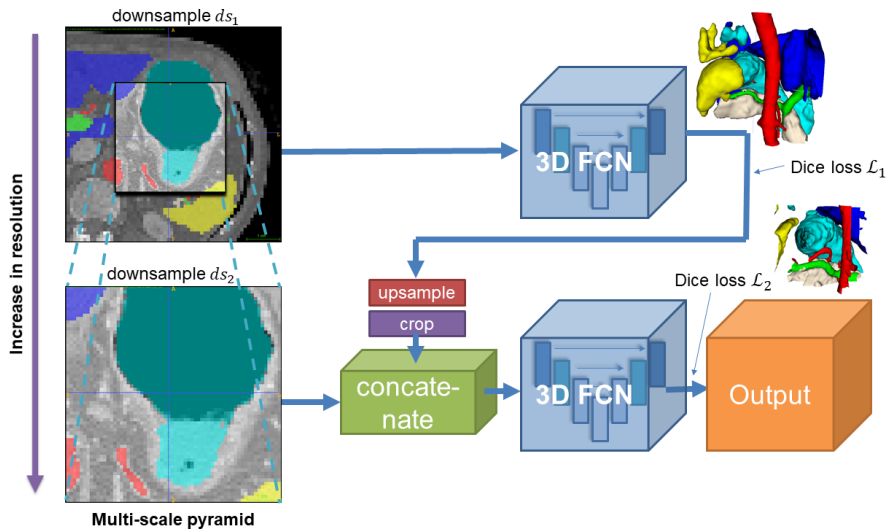 downsample ds₁
Increase in resolution
3D FCN
Dice loss ℒ₁
downsample ds₂
upsample
crop
Dice loss ℒ₂
concate-
nate
3D FCN
Output
Multi-scale pyramid